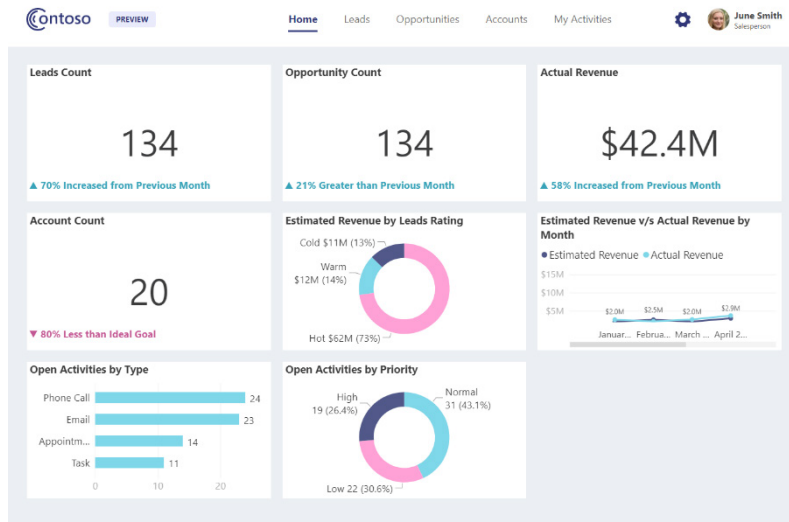 Contoso
PREVIEW
Home
Leads
Opportunities
Accounts
My Activities
June Smith
Salesperson
Leads Count
134
▲ 70% Increased from Previous Month
Opportunity Count
134
▲ 21% Greater than Previous Month
Actual Revenue
$42.4M
▲ 58% Increased from Previous Month
Account Count
20
▼ 80% Less than Ideal Goal
Estimated Revenue by Leads Rating
Cold $11M (13%)
Warm
$12M (14%)
Hot $62M (73%)
Estimated Revenue v/s Actual Revenue by
Month
Estimated Revenue
Actual Revenue
$15M
$10M
$5M
$2.0M
$2.5M
$2.0M
$2.9M
Januar...
Februa...
March ...
April 2...
Open Activities by Type
Phone Call
24
Email
23
Appointm...
14
Task
11
0
10
20
Open Activities by Priority
High
19 (26.4%)
Normal
31 (43.1%)
Low 22 (30.6%)